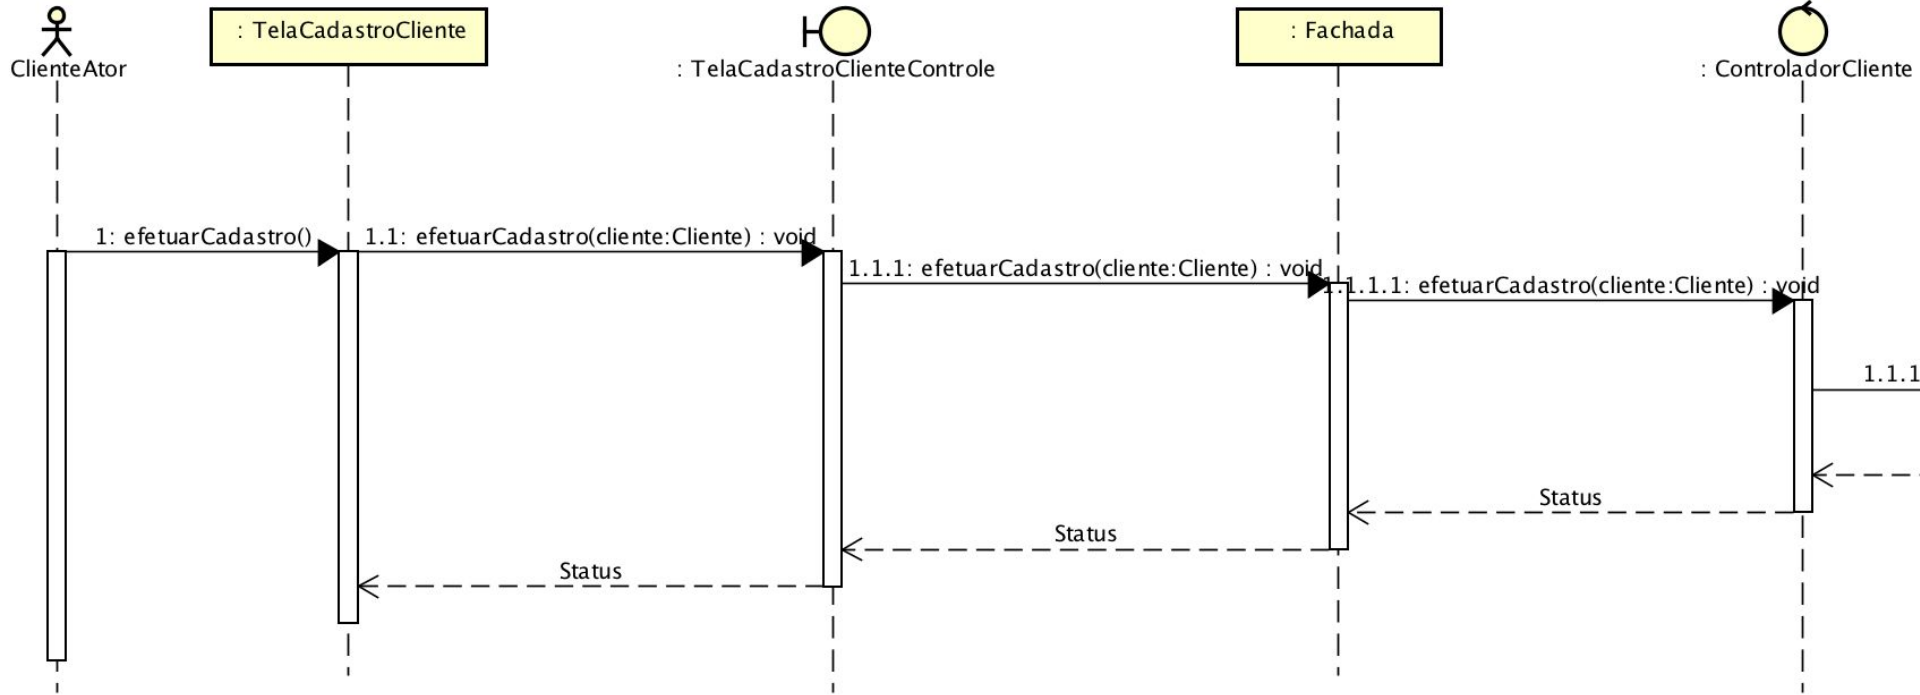 : TelaCadastroCliente
: Fachada
ClienteAtor
: TelaCadastroClienteControle
: ControladorCliente
1: efetuarCadastro()
1.1: efetuarCadastro(cliente:Cliente) : void
1.1.1: efetuarCadastro(cliente:Cliente) : void
1.1.1.1: efetuarCadastro(cliente:Cliente) : void
1.1.1
Status
Status
Status